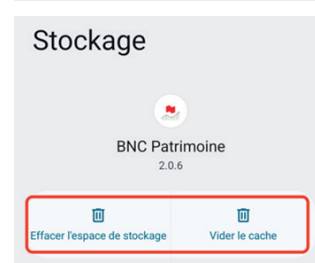 Stockage
BNC Patrimoine
2.0.6
Effacer l'espace de stockage
Vider le cache